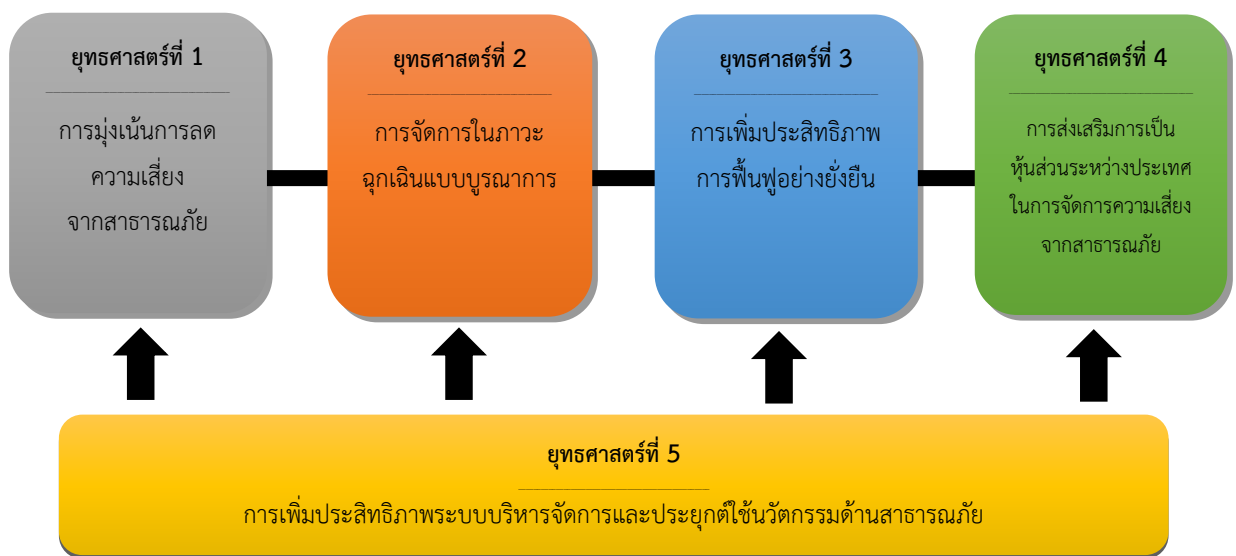 ยุทธศาสตร์ที่ 1
การมุ่งเน้นการลด
ความเสี่ยง
จากสาธารณภัย
ยุทธศาสตร์ที่ 2
การจัดการในภาวะ
ฉุกเฉินแบบบูรณาการ
ยุทธศาสตร์ที่ 3
การเพิ่มประสิทธิภาพ
การฟื้นฟูอย่างยั่งยืน
ยุทธศาสตร์ที่ 4
การส่งเสริมการเป็น
หุ้นส่วนระหว่างประเทศ
ในการจัดการความเสี่ยง
จากสาธารณภัย
ยุทธศาสตร์ที่ 5
การเพิ่มประสิทธิภาพระบบบริหารจัดการและประยุกต์ใช้นวัตกรรมด้านสาธารณภัย